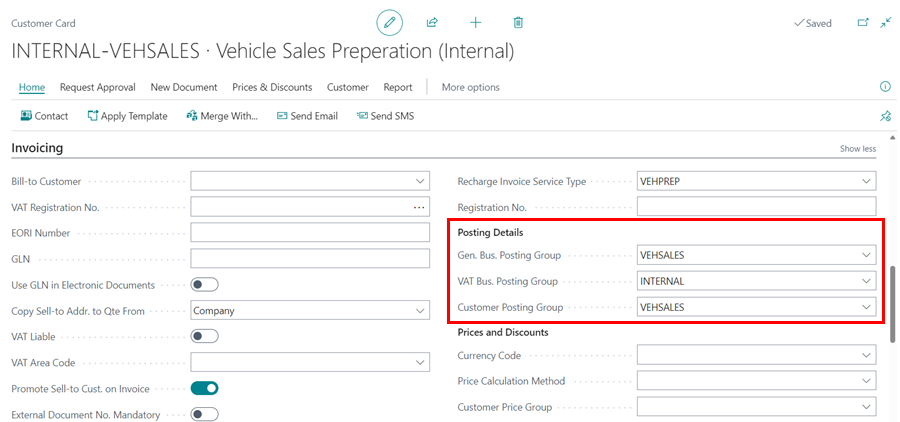 Customer Card
Saved
INTERNAL-VEHSALES · Vehicle Sales Preperation (Internal)
Home Request Approval New Document Prices & Discounts Customer Report More options
Contact Apply Template Merge With... Send Email Send SMS
Invoicing
Show less
Bill-to Customer
VAT Registration No.
EORI Number
GLN
Use GLN in Electronic Documents
Copy Sell-to Addr. to Qte From Company
VAT Liable
VAT Area Code
Promote Sell-to Cust. on Invoice
External Document No. Mandatory
Recharge Invoice Service Type VEHPREP
Registration No.
Posting Details
Gen. Bus. Posting Group VEHSALES
VAT Bus. Posting Group INTERNAL
Customer Posting Group VEHSALES
Prices and Discounts
Currency Code
Price Calculation Method
Customer Price Group